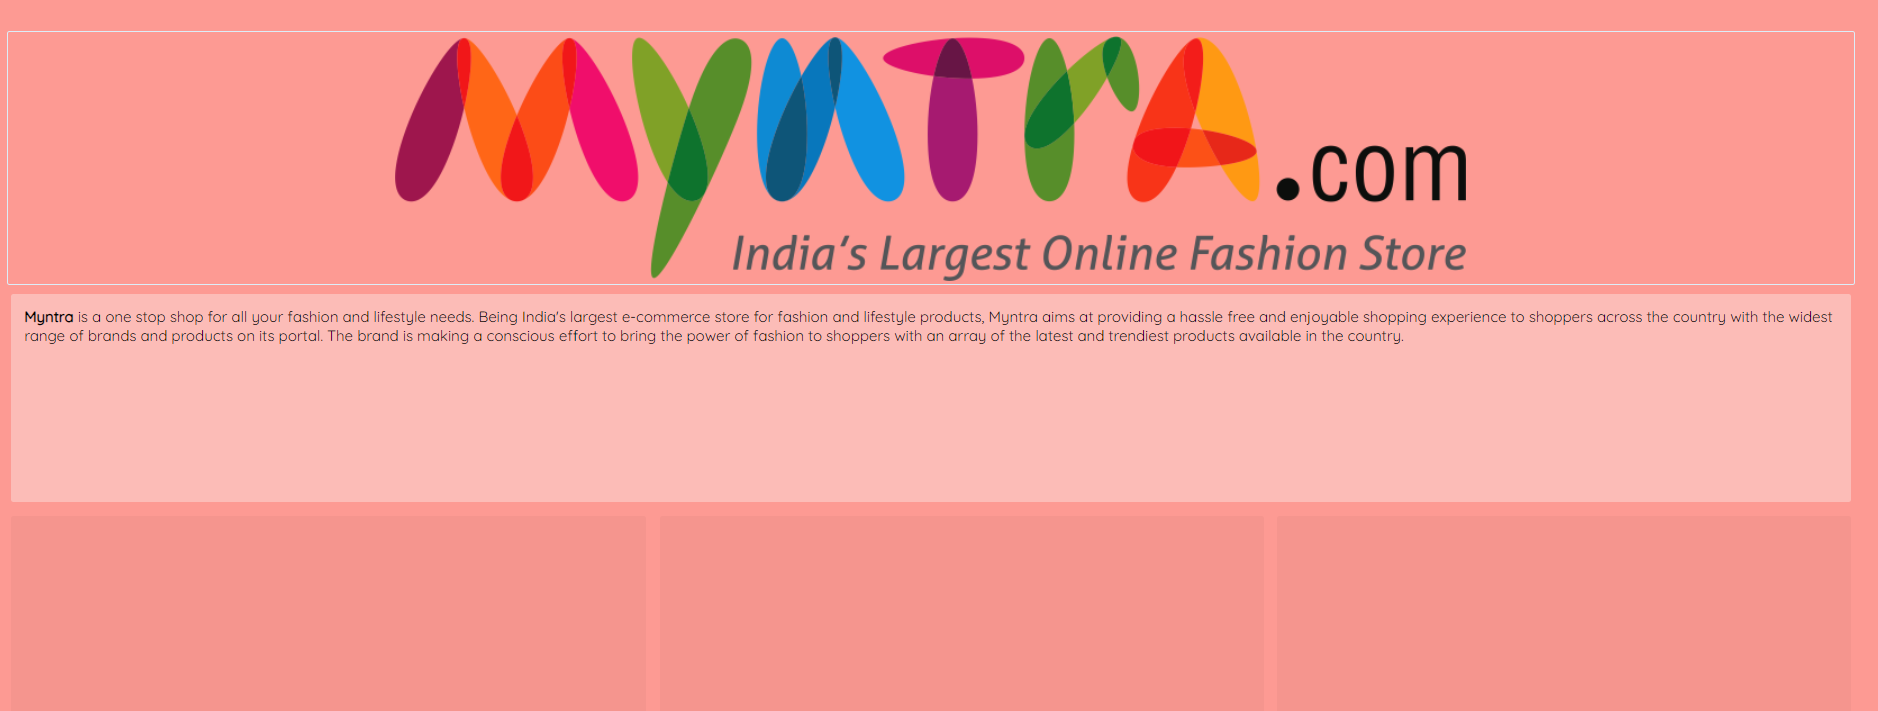 Myntra.com
India's Largest Online Fashion Store
Myntra is a one stop shop for all your fashion and lifestyle needs. Being India's largest e-commerce store for fashion and lifestyle products, Myntra aims at providing a hassle free and enjoyable shopping experience to shoppers across the country with the widest
range of brands and products on its portal. The brand is making a conscious effort to bring the power of fashion to shoppers with an array of the latest and trendiest products available in the country.